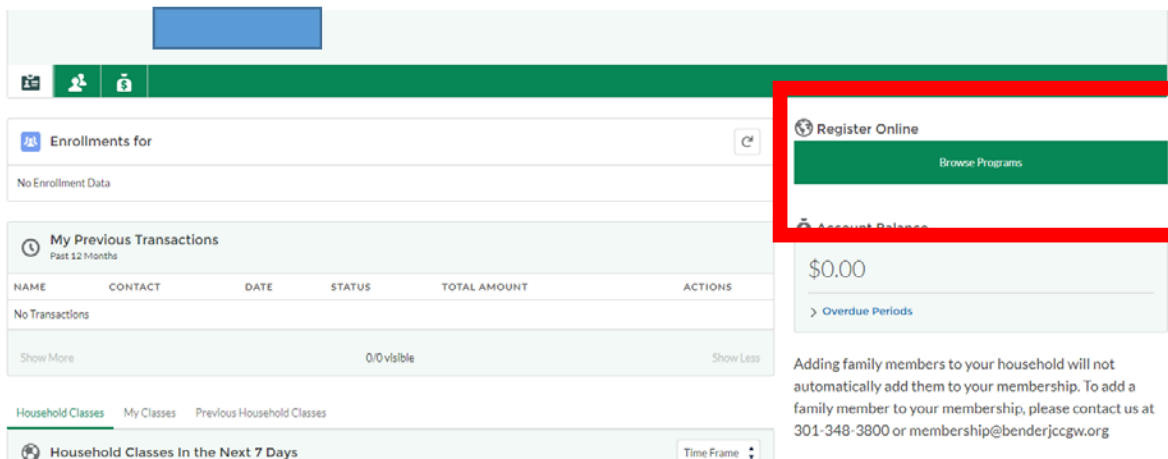 Enrollments for
No Enrollment Data
My Previous Transactions
Past 12 Months
NAME CONTACT DATE STATUS TOTAL AMOUNT ACTIONS
No Transactions
Show More 0/0 visible Show Less
Household Classes My Classes Previous Household Classes
Household Classes In the Next 7 Days Time Frame
Register Online
Browse Programs
Account Balance
$0.00
Overdue Periods
Adding family members to your household will not
automatically add them to your membership. To add a
family member to your membership, please contact us at
301-348-3800 or membership@benderjccgw.org